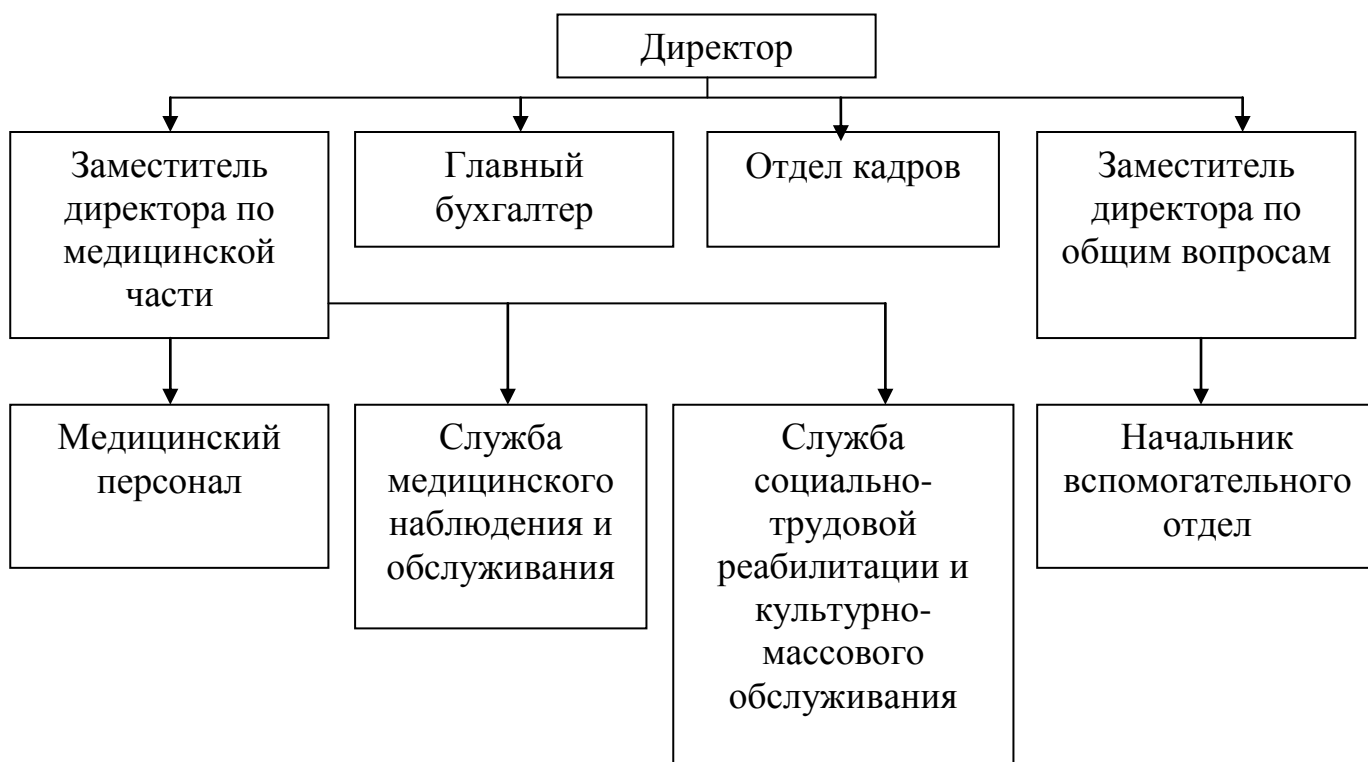 Директор
Заместитель
директора по
медицинской
части
Главный
бухгалтер
Отдел кадров
Заместитель
директора по
общим вопросам
Медицинский
персонал
Служба
медицинского
наблюдения и
обслуживания
Служба
социально-
трудовой
реабилитации и
культурно-
массового
обслуживания
Начальник
вспомогательного
отдел